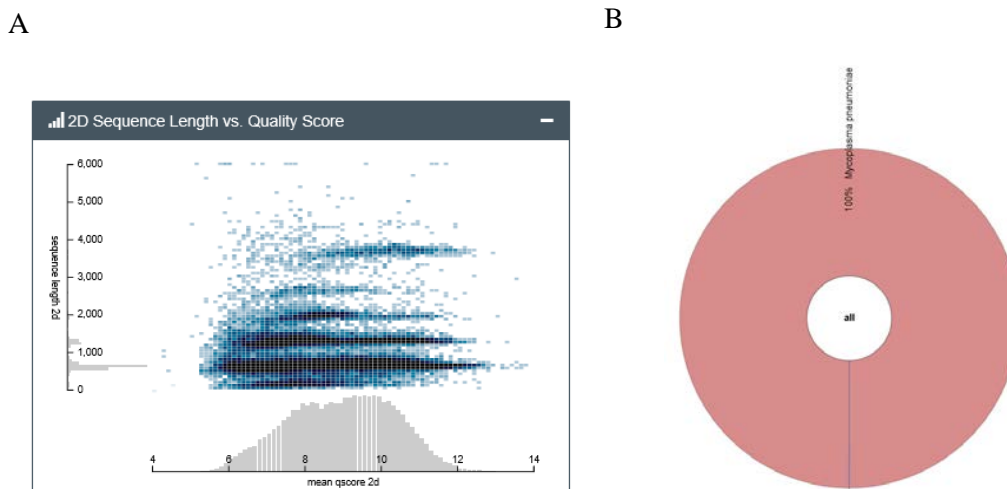 A
B
2D Sequence Length vs. Quality Score
6,000
5,000
4,000
3,000
2,000
1,000
0
sequence length 2d
4 6 8 10 12 14
mean qscore 2d
100% Mycoplasma pneumoniae
all